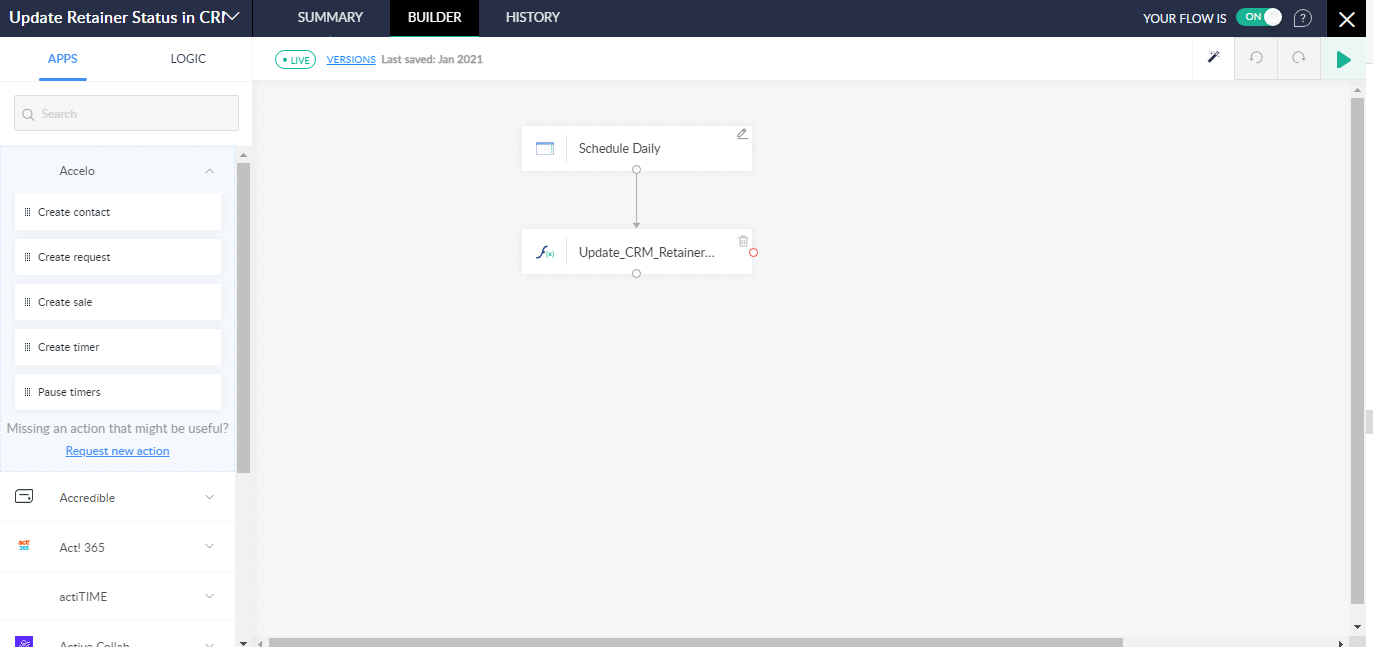 Update Retainer Status in CRM
SUMMARY
BUILDER
HISTORY
YOUR FLOW IS
ON
?
APPS
LOGIC
LIVE
VERSIONS
Last saved: Jan 2021
Search
Accelo
Create contact
Create request
Create sale
Create timer
Pause timers
Missing an action that might be useful?
Request new action
Accredible
act! 365
Act! 365
actiTIME
Active Collab
Schedule Daily
f(x)
Update_CRM_Retainer...